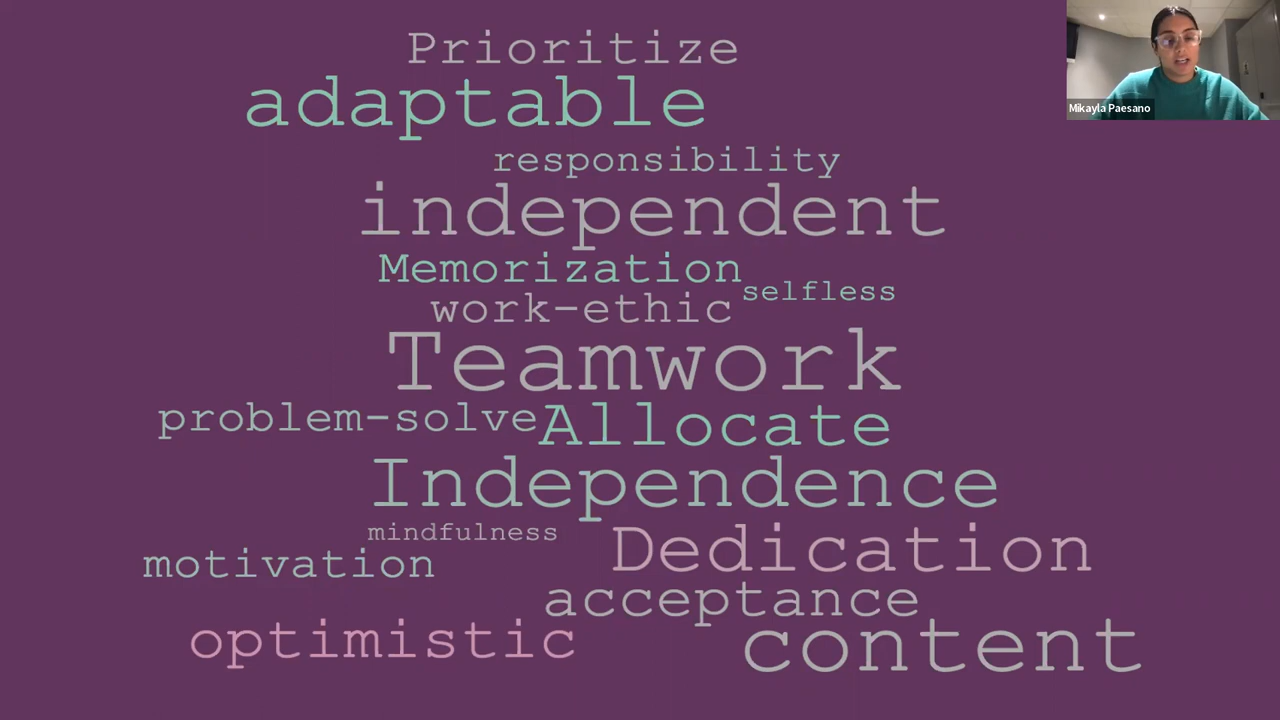 Prioritize
adaptable
responsibility
independent
Memorization
selfless
work-ethic
Teamwork
problem-solve
Allocate
Independence
mindfulness
Dedication
motivation
acceptance
optimistic
content
Mikayla Paesano